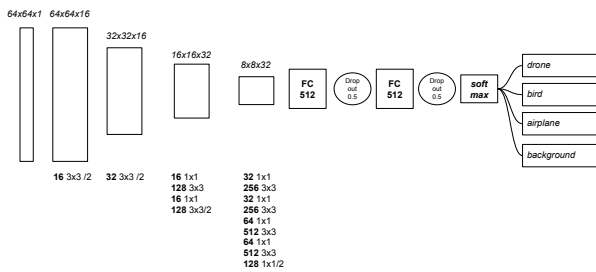 64x64x1
64x64x16
32x32x16
16x16x32
8x8x32
FC
512
Drop
out
0.5
FC
512
Drop
out
0.5
soft
max
drone
bird
airplane
background
16 3x3 /2
32 3x3 /2
16 1x1
128 3x3
16 1x1
128 3x3/2
32 1x1
256 3x3
32 1x1
256 3x3
64 1x1
512 3x3
64 1x1
512 3x3
128 1x1/2